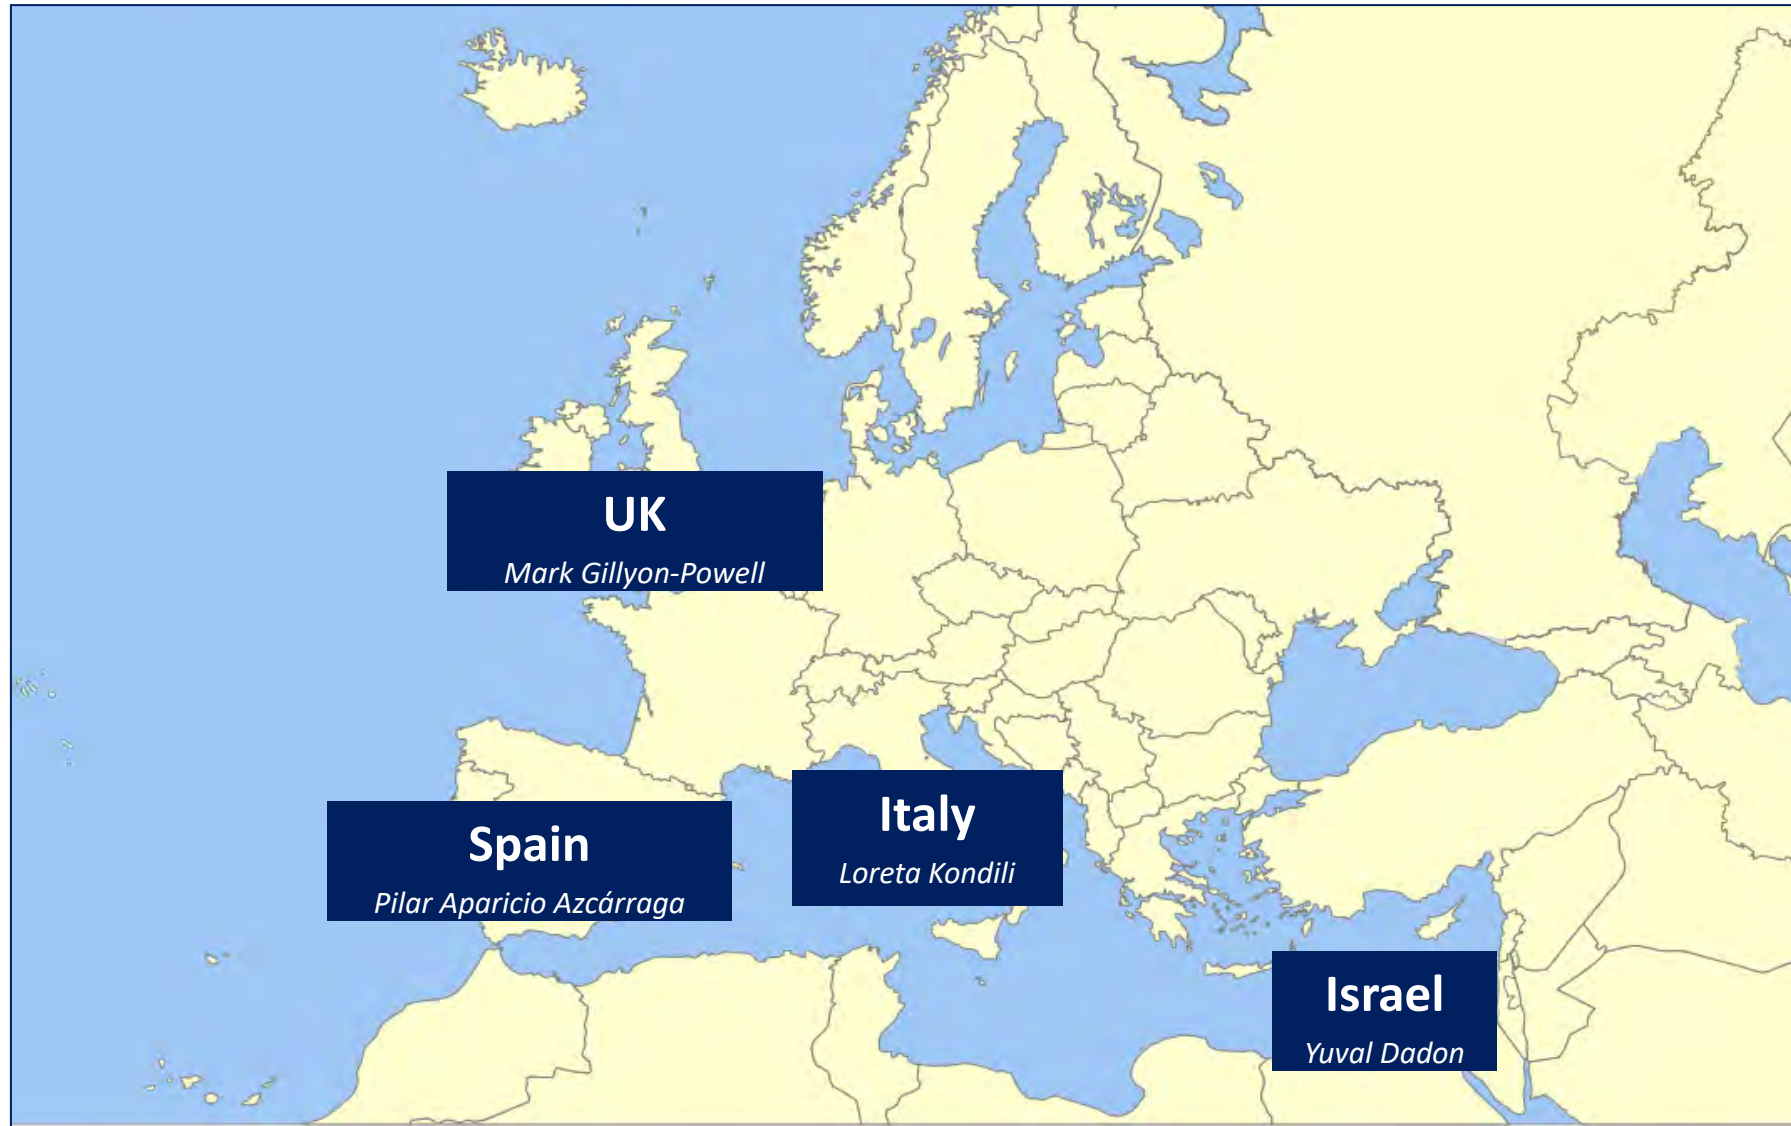 UK
Mark Gillyon-Powell
Spain
Pilar Aparicio Azcárraga
Italy
Loreta Kondili
Israel
Yuval Dadon